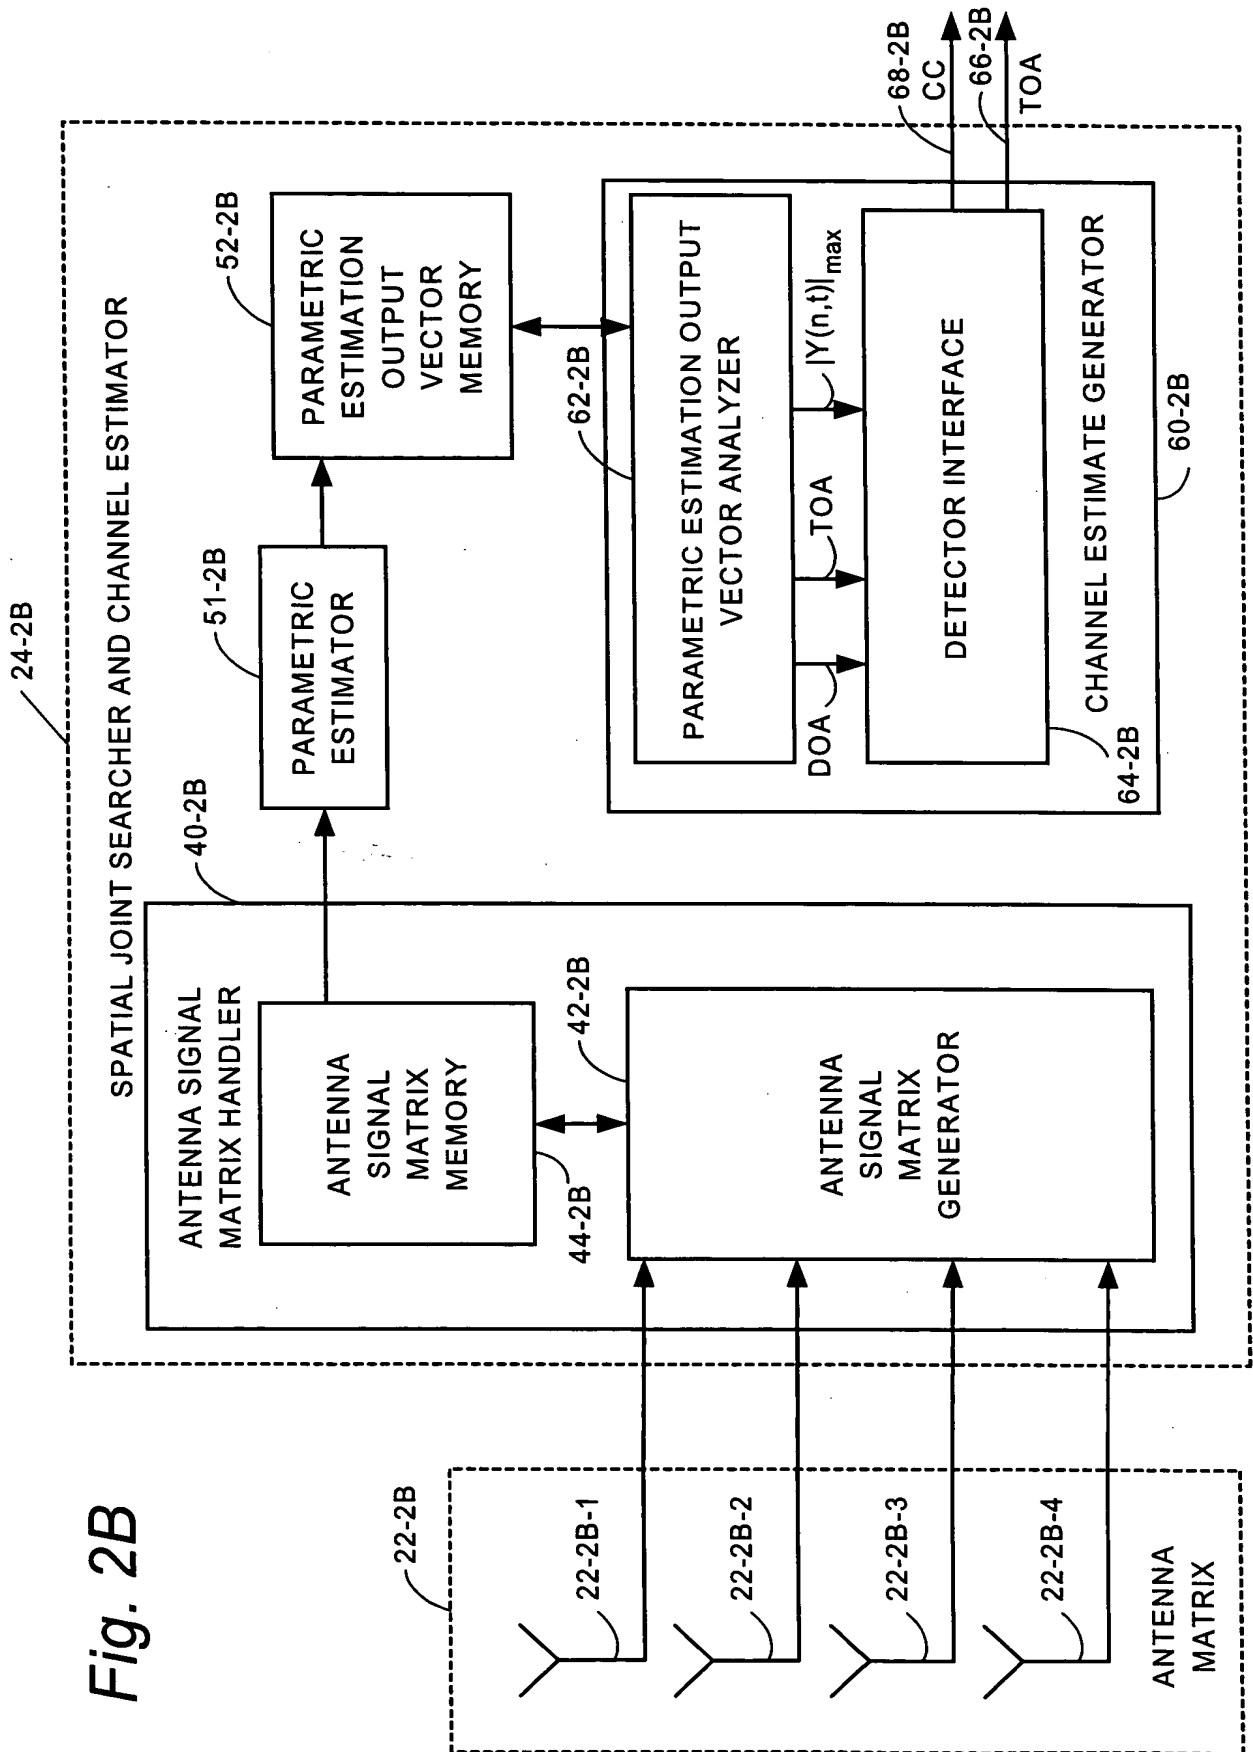 Fig. 2B
24-2B
SPATIAL JOINT SEARCHER AND CHANNEL ESTIMATOR
22-2B
22-2B-1
22-2B-2
22-2B-3
22-2B-4
ANTENNA
MATRIX
40-2B
ANTENNA SIGNAL
MATRIX HANDLER
ANTENNA
SIGNAL
MATRIX
MEMORY
44-2B
42-2B
ANTENNA
SIGNAL
MATRIX
GENERATOR
51-2B
PARAMETRIC
ESTIMATOR
52-2B
PARAMETRIC
ESTIMATION
OUTPUT
VECTOR
MEMORY
62-2B
PARAMETRIC ESTIMATION OUTPUT
VECTOR ANALYZER
DOA
TOA
|Y(n,t)|max
DETECTOR INTERFACE
64-2B
CHANNEL ESTIMATE GENERATOR
60-2B
68-2B
CC
66-2B
TOA